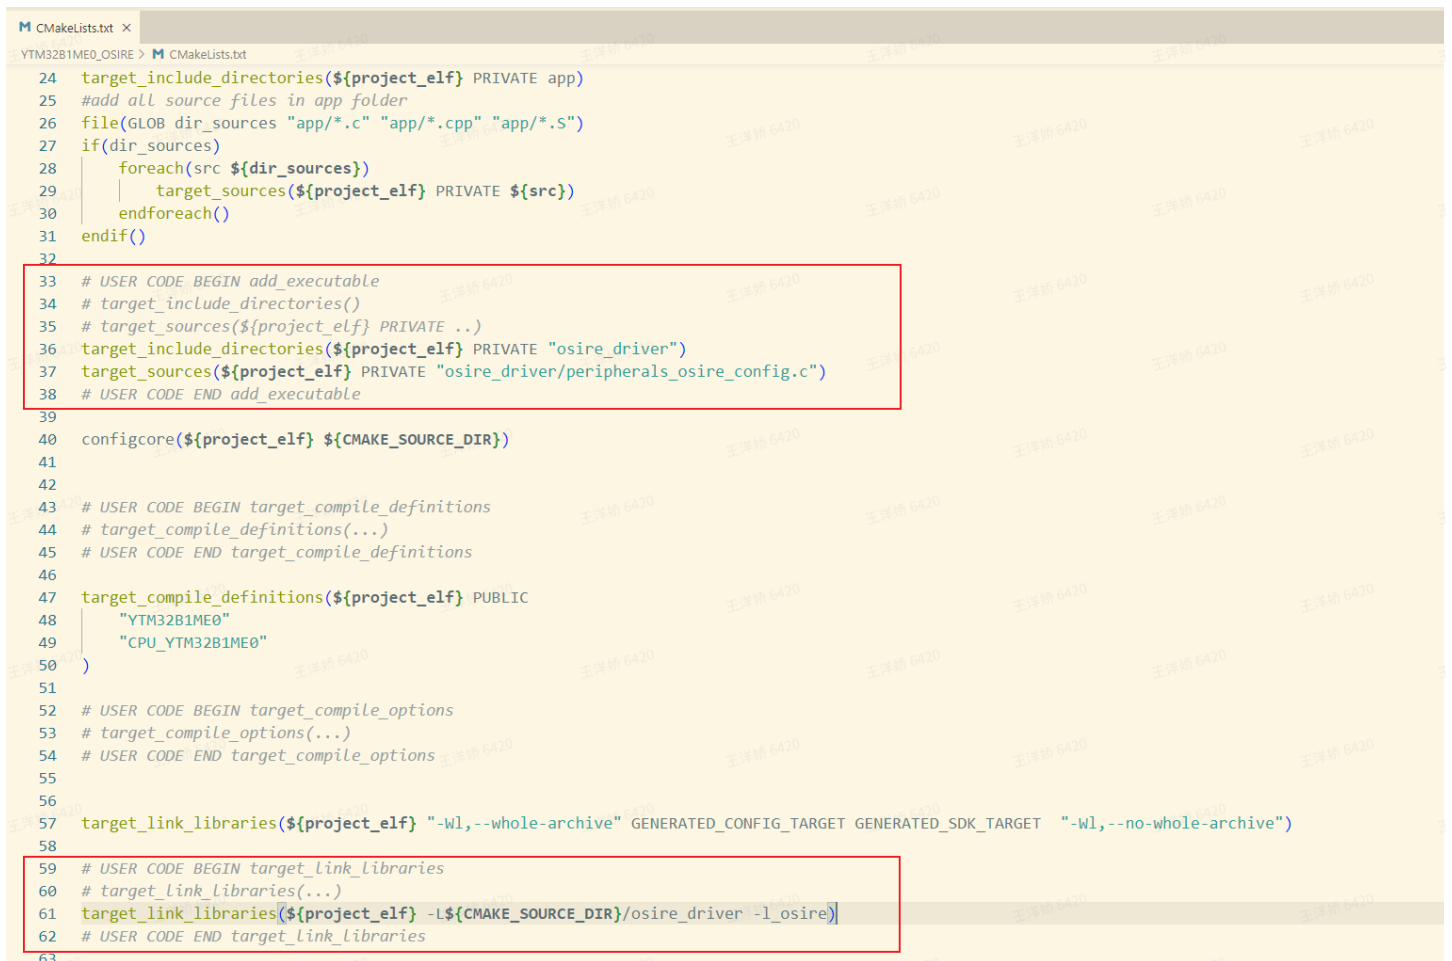 CMakeLists.txt ×
YTM32B1ME0_OSIRE > CMakeLists.txt
24 target_include_directories(${project_elf} PRIVATE app)
25 #add all source files in app folder
26 file(GLOB dir_sources "app/*.c" "app/*.cpp" "app/*.S")
27 if(dir_sources)
28 foreach(src ${dir_sources})
29 target_sources(${project_elf} PRIVATE ${src})
30 endforeach()
31 endif()
32
33 # USER CODE BEGIN add_executable
34 # target_include_directories()
35 # target_sources(${project_elf} PRIVATE ..)
36 target_include_directories(${project_elf} PRIVATE "osire_driver")
37 target_sources(${project_elf} PRIVATE "osire_driver/peripherals_osire_config.c")
38 # USER CODE END add_executable
39
40 configcore(${project_elf} ${CMAKE_SOURCE_DIR})
41
42
43 # USER CODE BEGIN target_compile_definitions
44 # target_compile_definitions(...)
45 # USER CODE END target_compile_definitions
46
47 target_compile_definitions(${project_elf} PUBLIC
48 "YTM32B1ME0"
49 "CPU_YTM32B1ME0"
50 )
51
52 # USER CODE BEGIN target_compile_options
53 # target_compile_options(...)
54 # USER CODE END target_compile_options
55
56
57 target_link_libraries(${project_elf} "-Wl,--whole-archive" GENERATED_CONFIG_TARGET GENERATED_SDK_TARGET "-Wl,--no-whole-archive")
58
59 # USER CODE BEGIN target_link_libraries
60 # target_link_libraries(...)
61 target_link_libraries(${project_elf} -L${CMAKE_SOURCE_DIR}/osire_driver -l_osire)
62 # USER CODE END target_link_libraries
63
王洋娇 6420